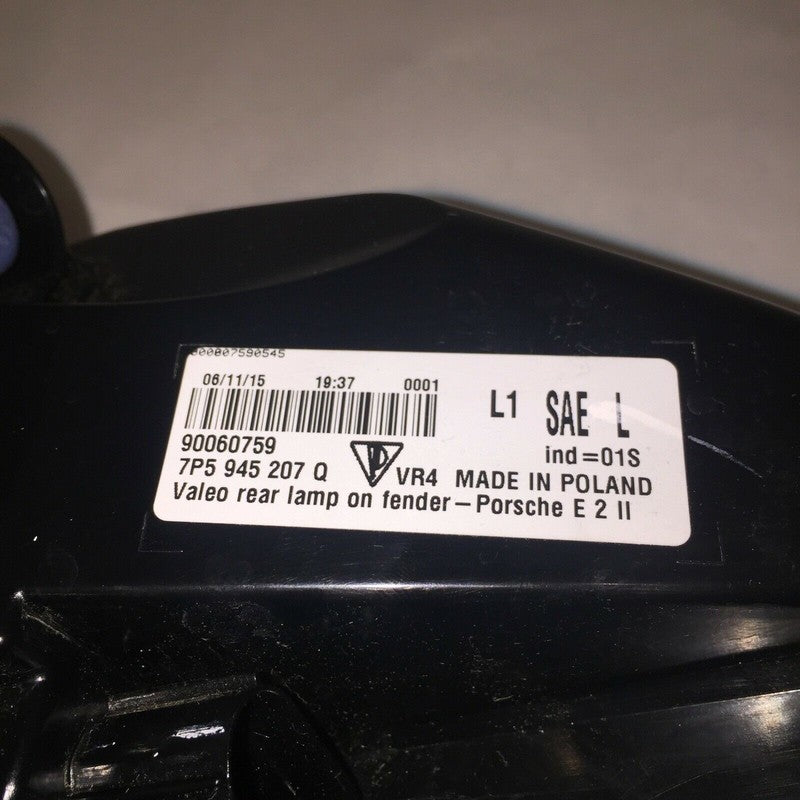 000807590545
06/11/15 19:37 0001
L1 SAE L
90060759
ind=01S
7P5 945 207 Q VR4 MADE IN POLAND
Valeo rear lamp on fender-Porsche E 2 II